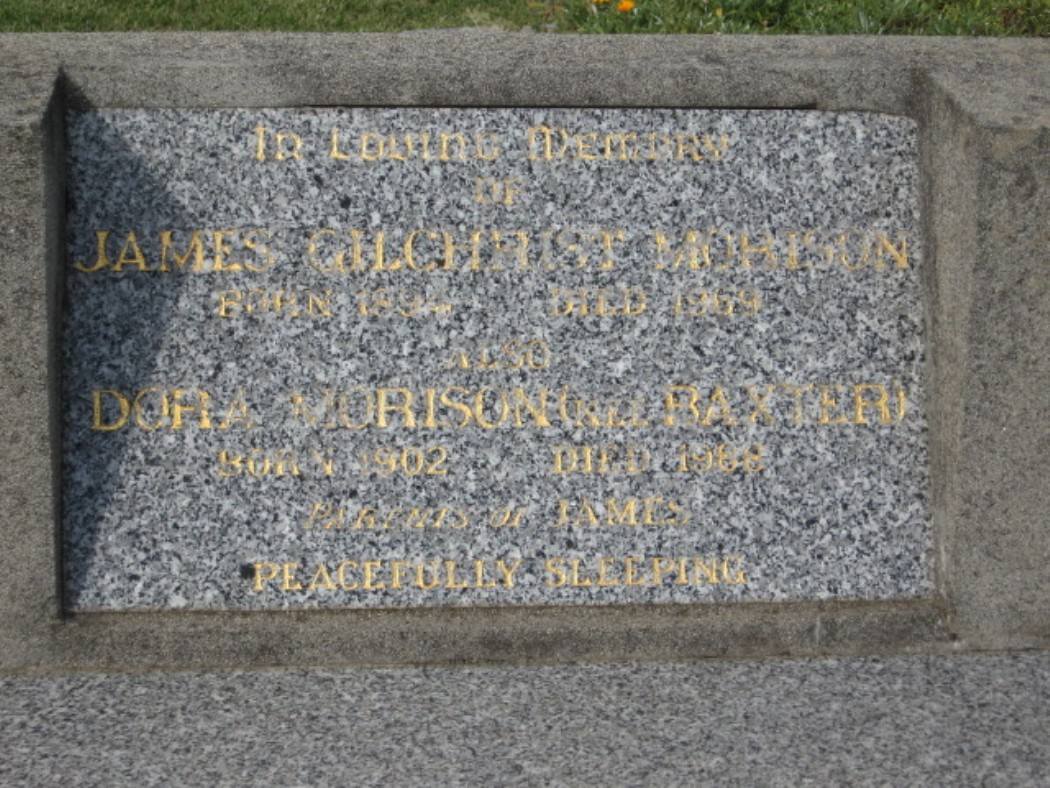 In Loving Memory
OF
JAMES GILCHRIST MORISON
BORN DIED 1969
ALSO
DORA MORISON (NEE BAXTER)
BORN 1902 DIED 1988
PARENTS OF JAMES
PEACEFULLY SLEEPING